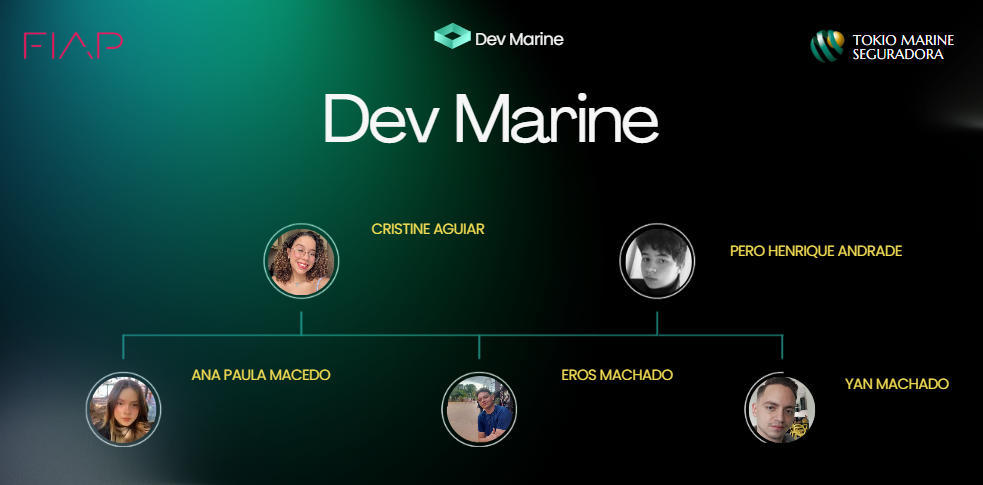 FIAP
Dev Marine
TOKIO MARINE
SEGURADORA
Dev Marine
CRISTINE AGUIAR
PERO HENRIQUE ANDRADE
ANA PAULA MACEDO
EROS MACHADO
YAN MACHADO